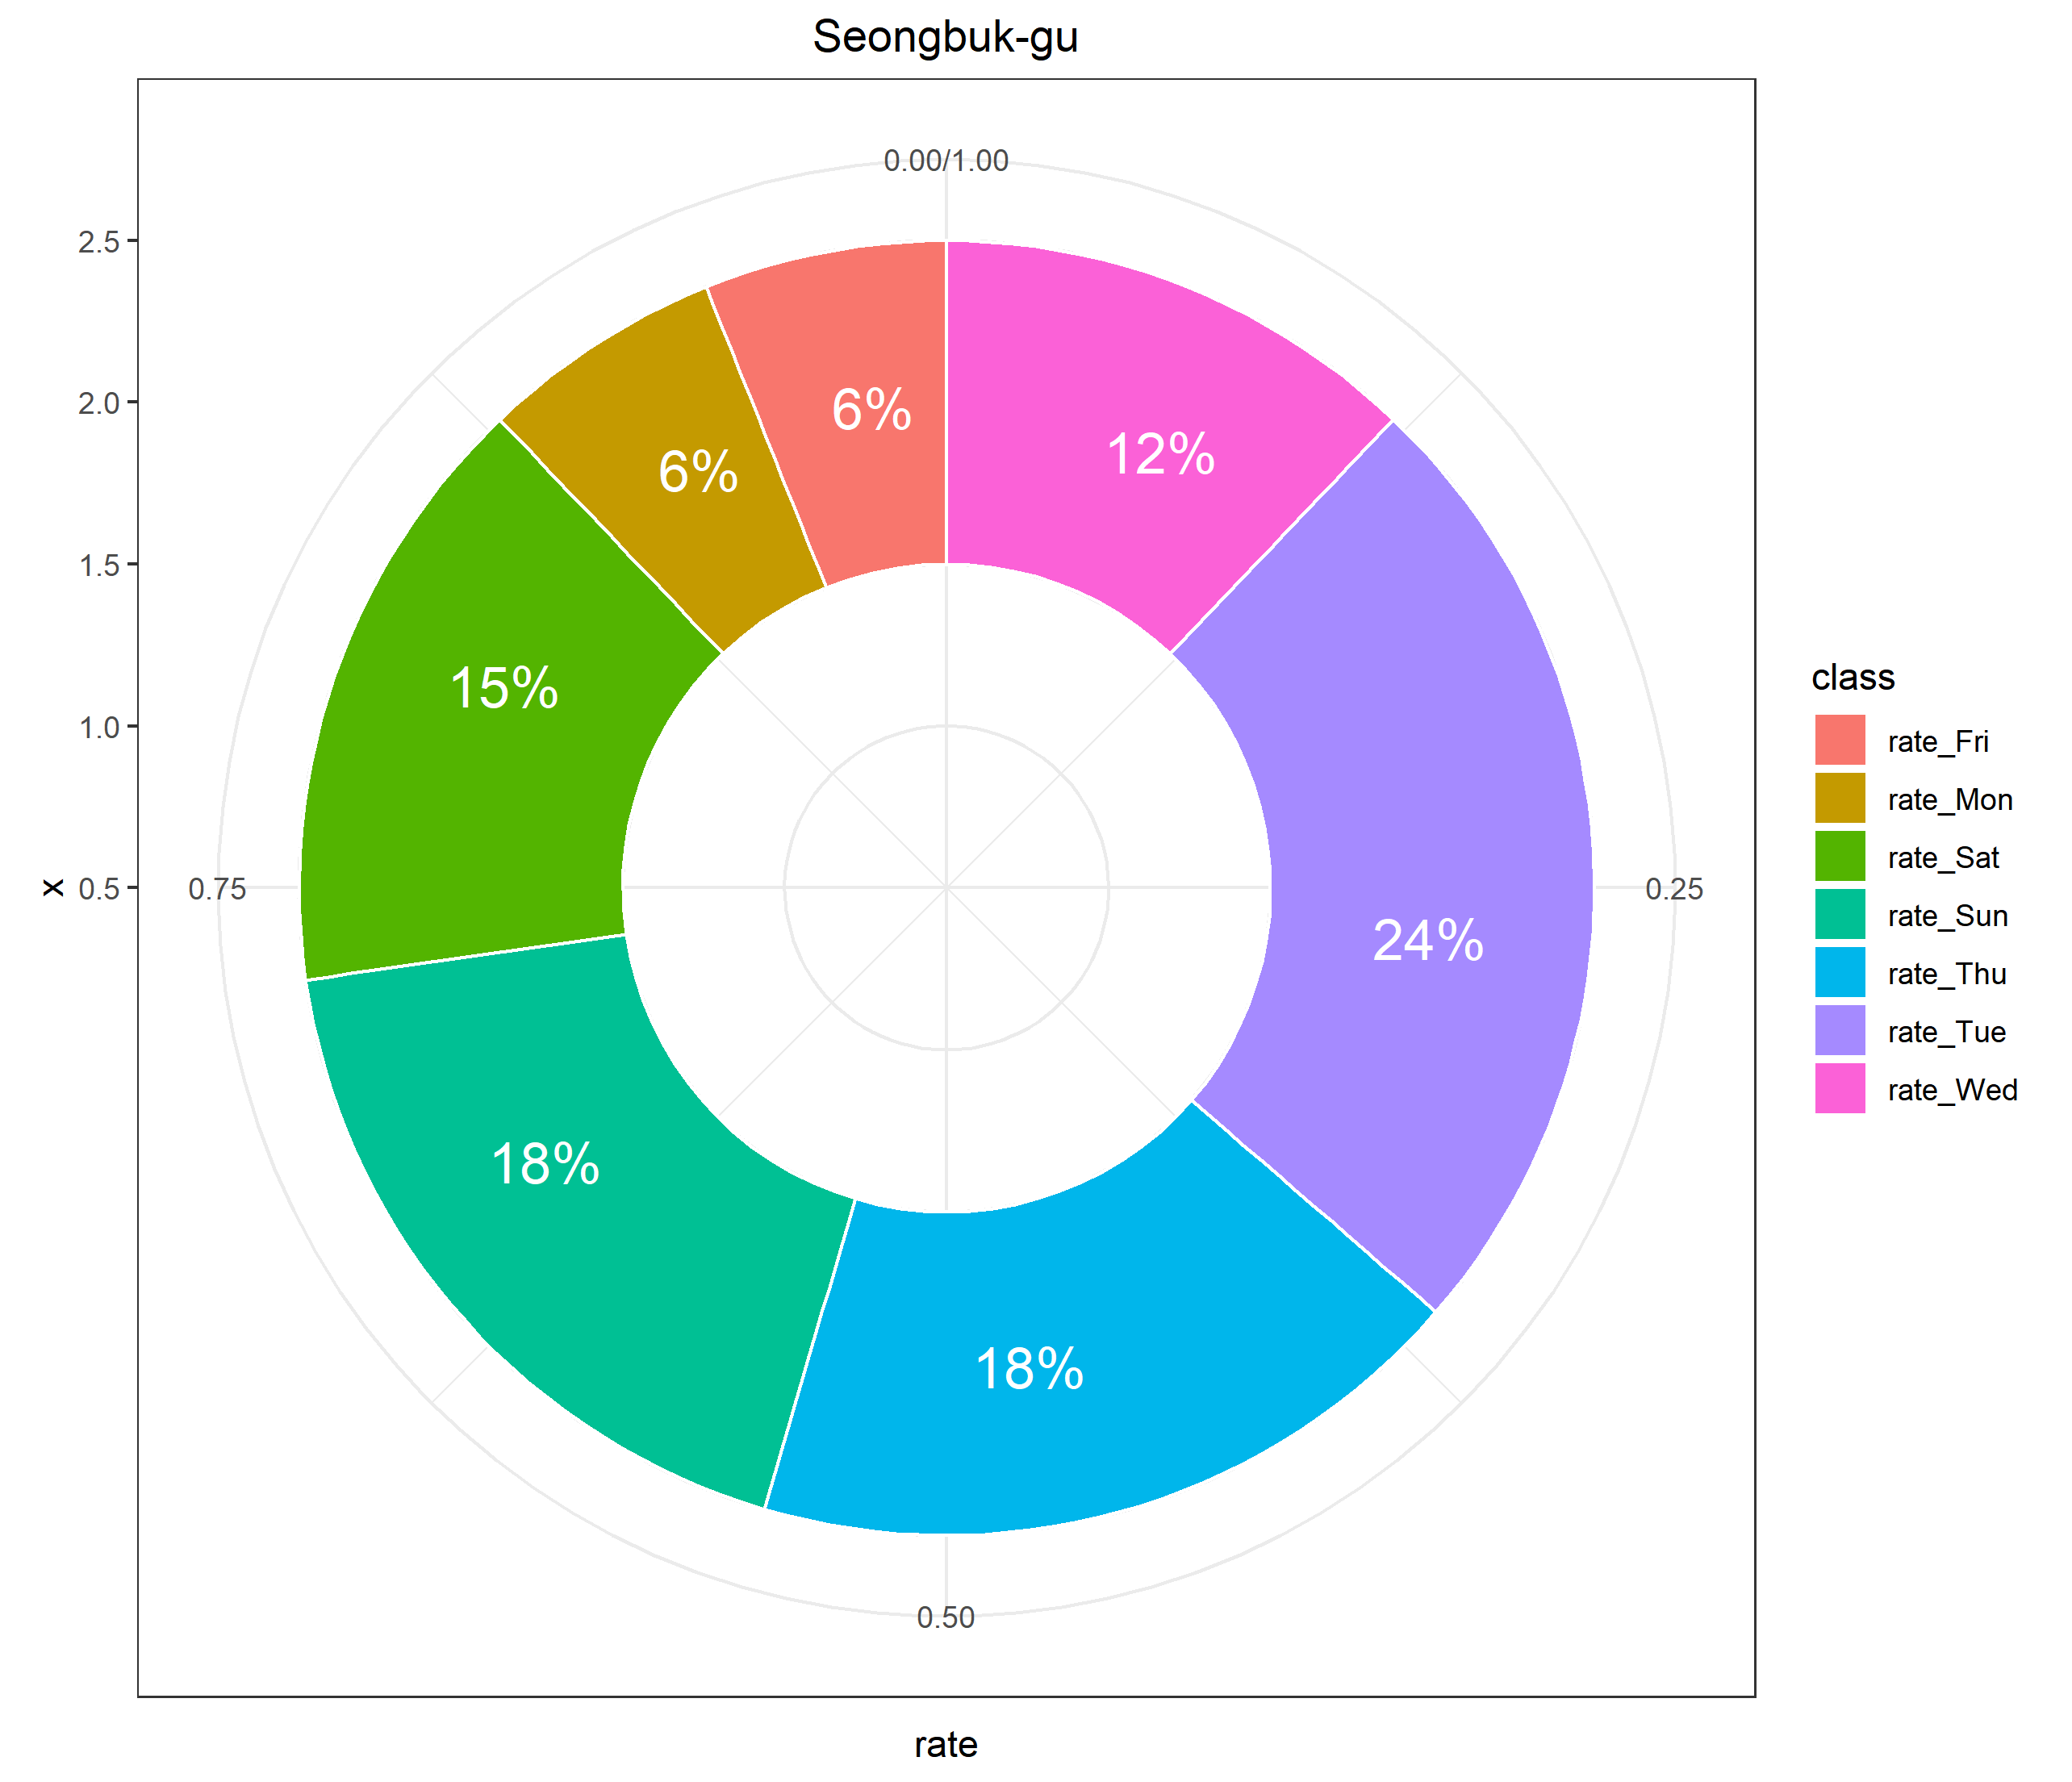 Seongbuk-gu
0.00/1.00
2.5
2.0
1.5
1.0
x 0.5
0.75
0.25
0.50
6%
12%
6%
15%
24%
18%
18%
rate
class
rate_Fri
rate_Mon
rate_Sat
rate_Sun
rate_Thu
rate_Tue
rate_Wed